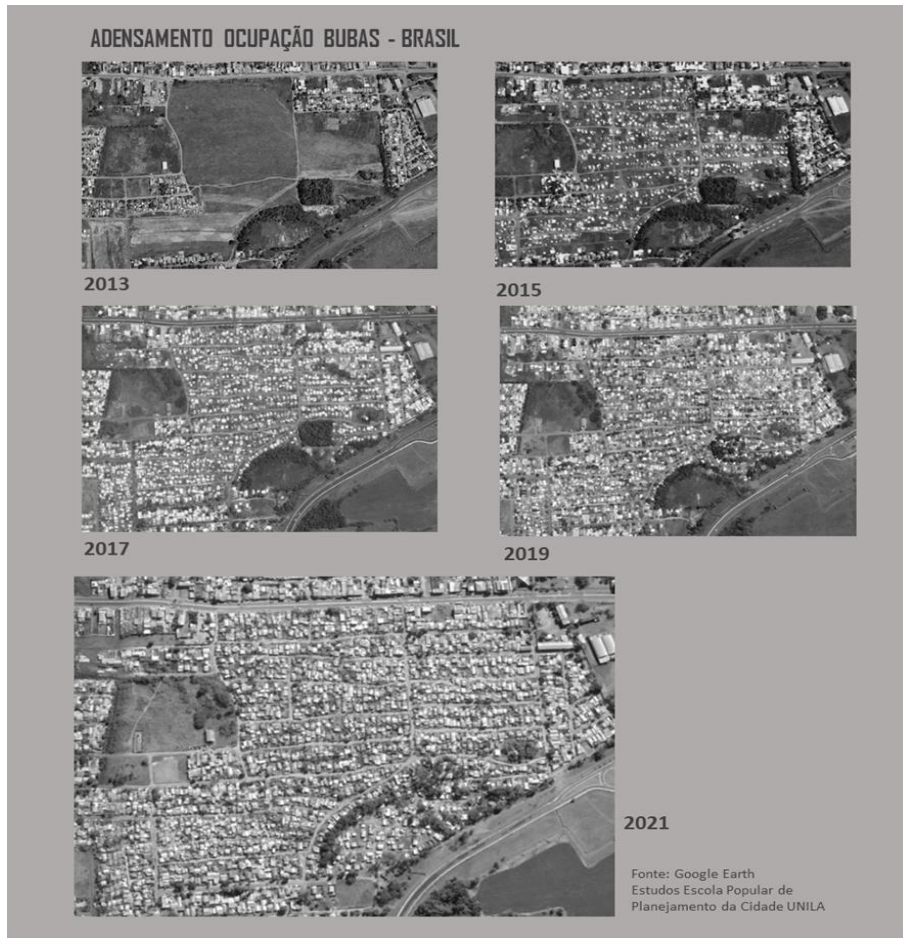 ADENSAMENTO OCUPAÇÃO BUBAS - BRASIL
2013
2015
2017
2019
2021
Fonte: Google Earth
Estudos Escola Popular de
Planejamento da Cidade UNILA